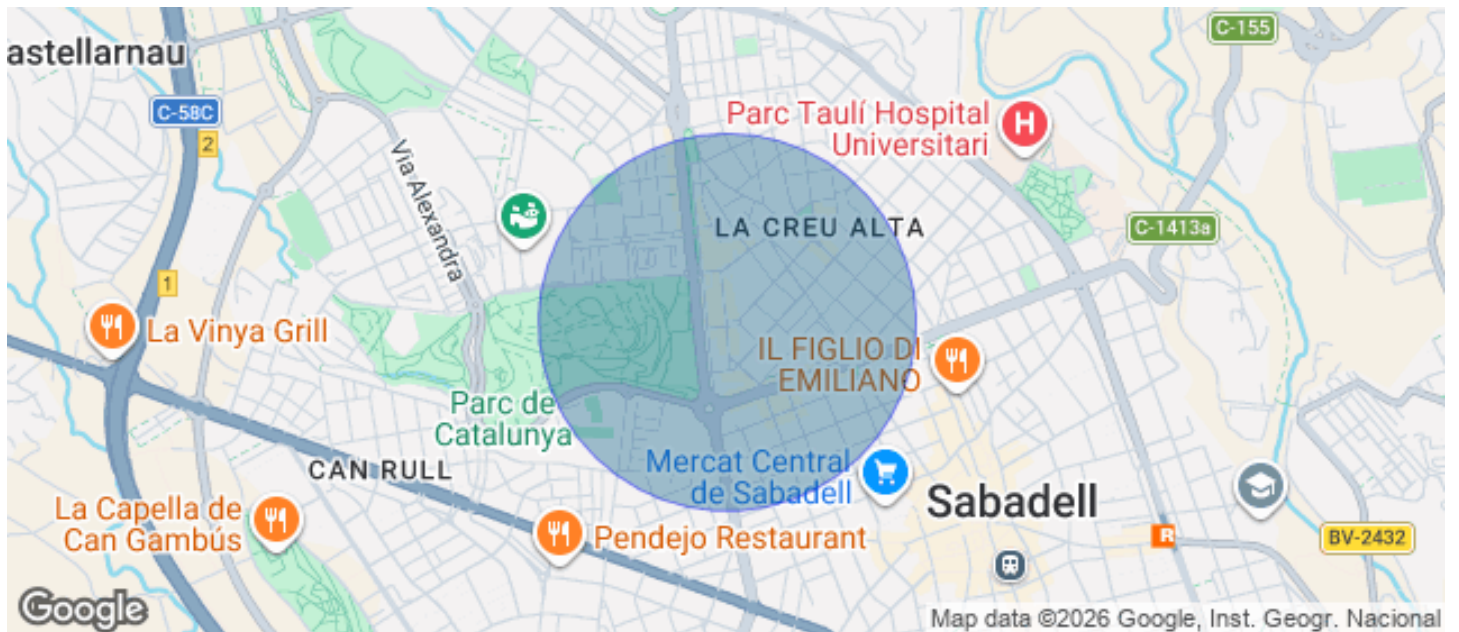 astellarnau
C-155
C-58C
2
Parc Taulí Hospital
Universitari
H
Via Alexandra
LA CREU ALTA
C-1413a
1
La Vinya Grill
IL FIGLIO DI
EMILIANO
Parc de
Catalunya
CAN RULL
Mercat Central
de Sabadell
Sabadell
La Capella de
Can Gambús
Pendejo Restaurant
R
BV-2432
Google
Map data ©2026 Google, Inst. Geogr. Nacional